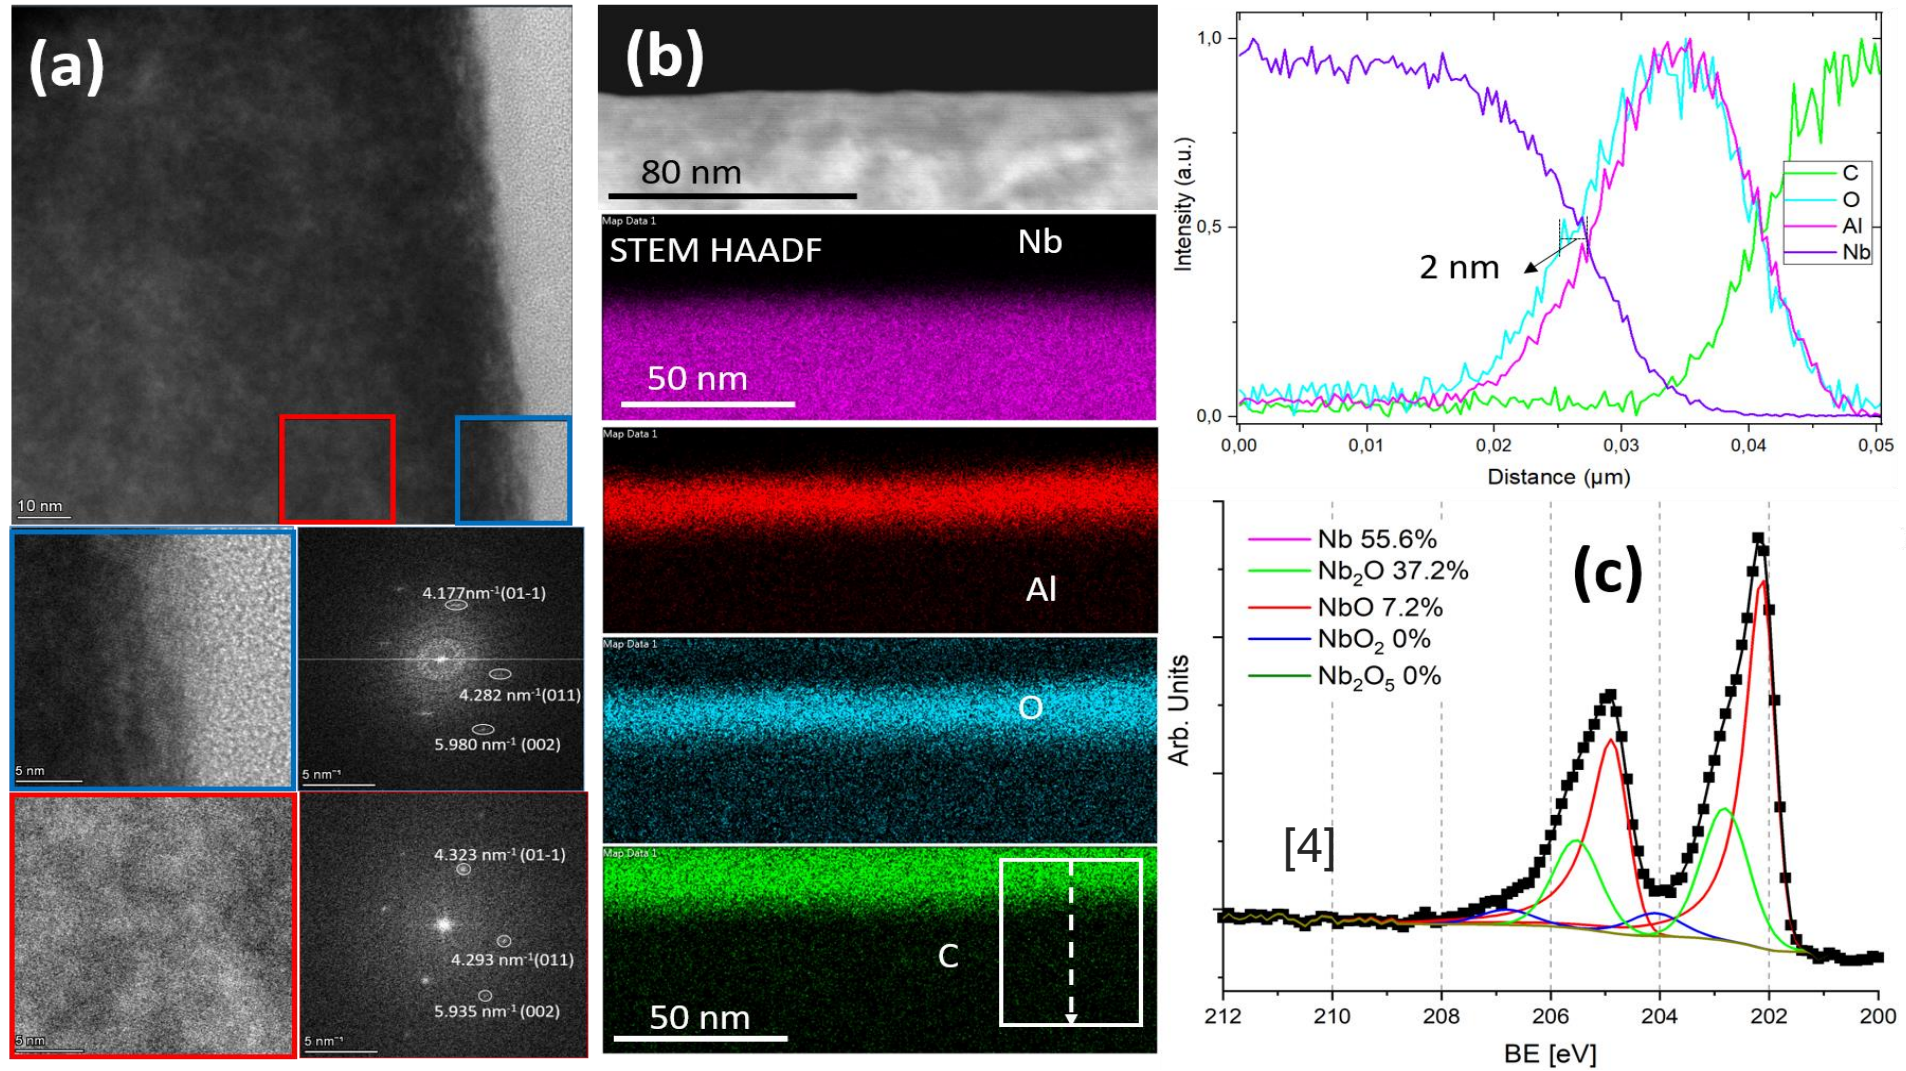 (a)
10 nm
5 nm
4.177nm⁻¹(01-1)
4.282 nm⁻¹(011)
5.980 nm⁻¹ (002)
5 nm⁻¹
5 nm
4.323 nm⁻¹ (01-1)
4.293 nm⁻¹(011)
5.935 nm⁻¹ (002)
5 nm⁻¹
(b)
80 nm
Map Data 1
STEM HAADF
Nb
50 nm
Map Data 1
Al
Map Data 1
O
Map Data 1
C
50 nm
1,0
0,5
0,0
Intensity (a.u.)
2 nm
C
O
Al
Nb
0,00
0,01
0,02
0,03
0,04
0,05
Distance (µm)
Nb 55.6%
Nb₂O 37.2%
NbO 7.2%
NbO₂ 0%
Nb₂O₅ 0%
(c)
[4]
Arb. Units
212
210
208
206
204
202
200
BE [eV]